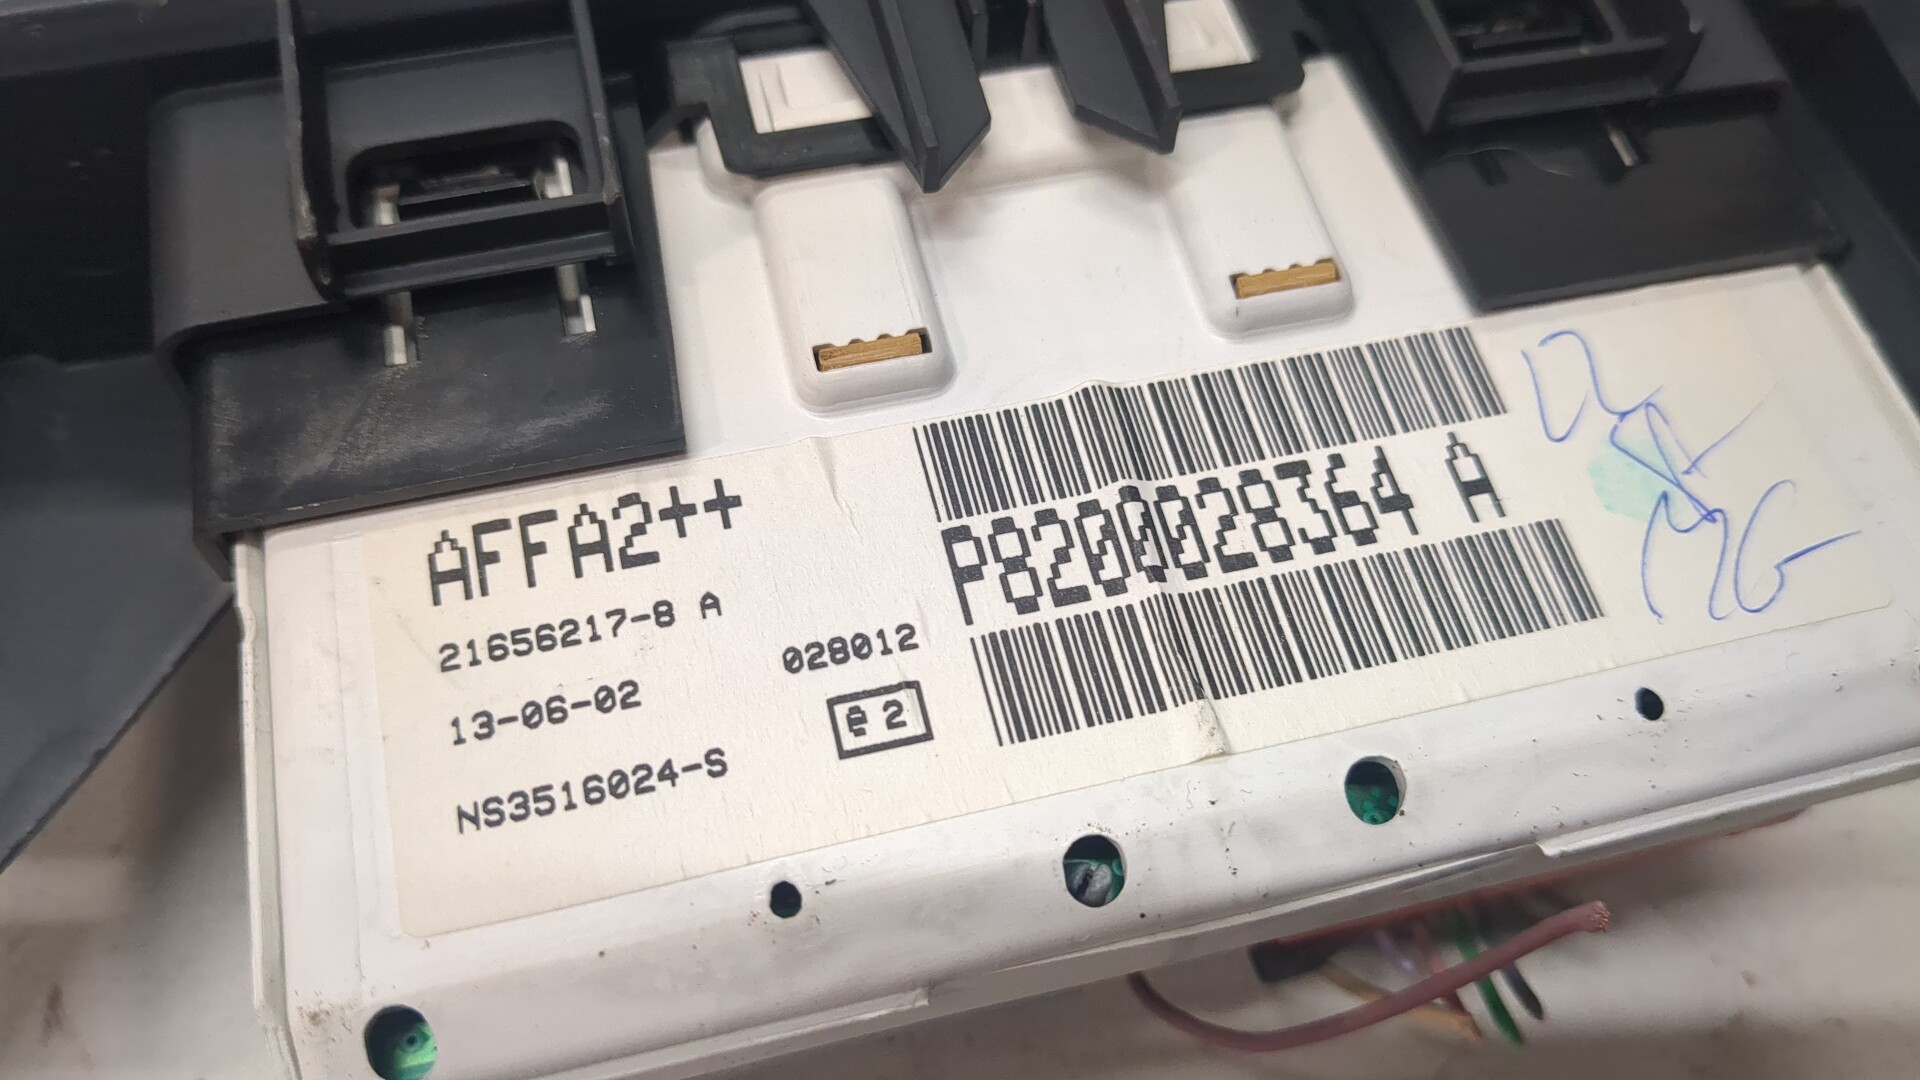 AFFA2++
21656217-8 A
13-06-02
NS3516024-S
028012
e2
P8200028364 A